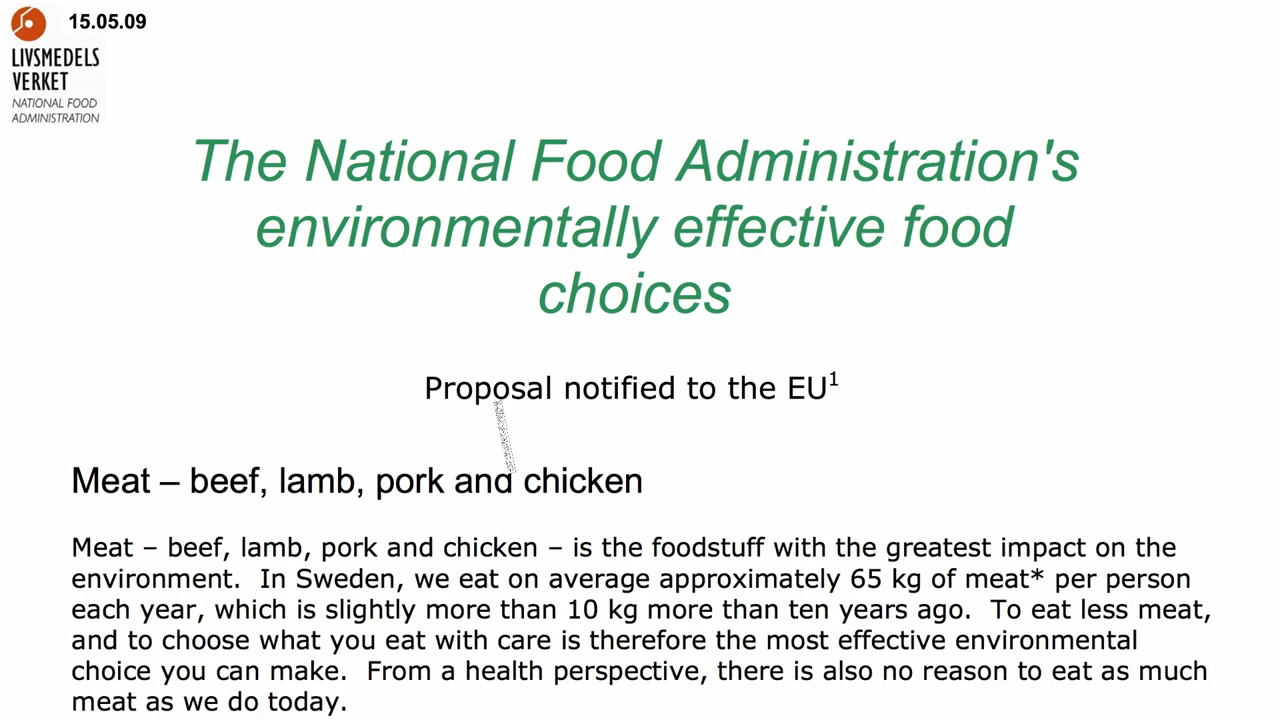 15.05.09
LIVSMEDELS
VERKET
NATIONAL FOOD
ADMINISTRATION
The National Food Administration's
environmentally effective food
choices
Proposal notified to the EU¹
Meat – beef, lamb, pork and chicken
Meat – beef, lamb, pork and chicken – is the foodstuff with the greatest impact on the
environment.  In Sweden, we eat on average approximately 65 kg of meat* per person
each year, which is slightly more than 10 kg more than ten years ago.  To eat less meat,
and to choose what you eat with care is therefore the most effective environmental
choice you can make.  From a health perspective, there is also no reason to eat as much
meat as we do today.